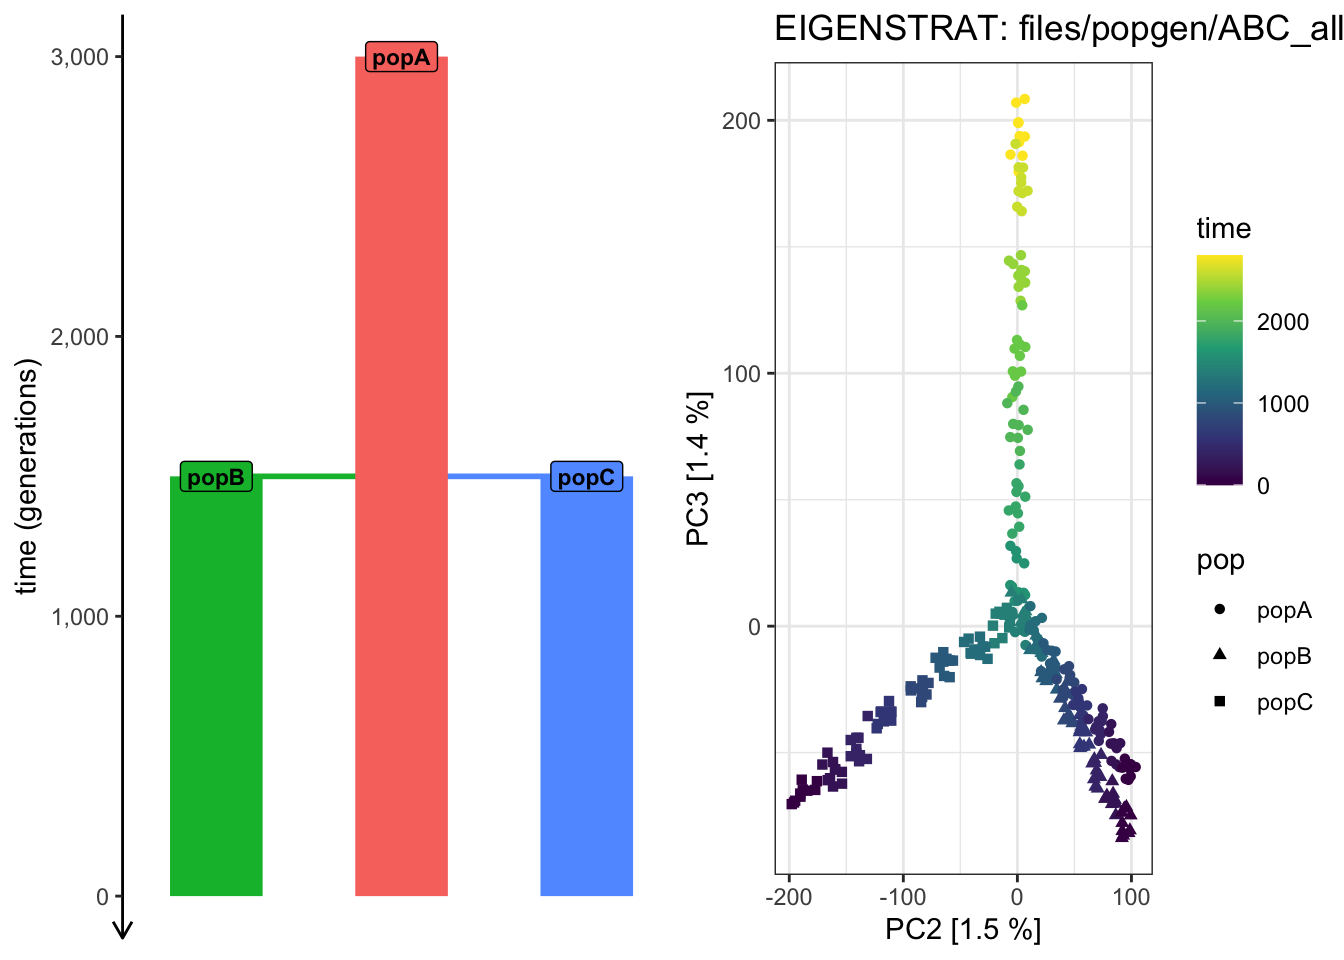 3,000
2,000
1,000
0
time (generations)
popA
popB
popC
EIGENSTRAT: files/popgen/ABC_all
200
100
0
PC3 [1.4 %]
-200
-100
0
100
PC2 [1.5 %]
time
2000
1000
0
pop
popA
popB
popC